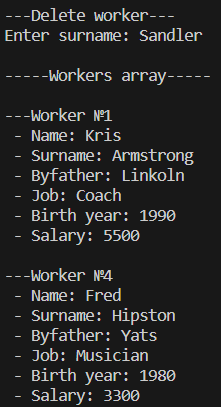 ---Delete worker---
Enter surname: Sandler
-----Workers array-----
---Worker №1
- Name: Kris
- Surname: Armstrong
- Byfather: Linkoln
- Job: Coach
- Birth year: 1990
- Salary: 5500
---Worker №4
- Name: Fred
- Surname: Hipston
- Byfather: Yats
- Job: Musician
- Birth year: 1980
- Salary: 3300